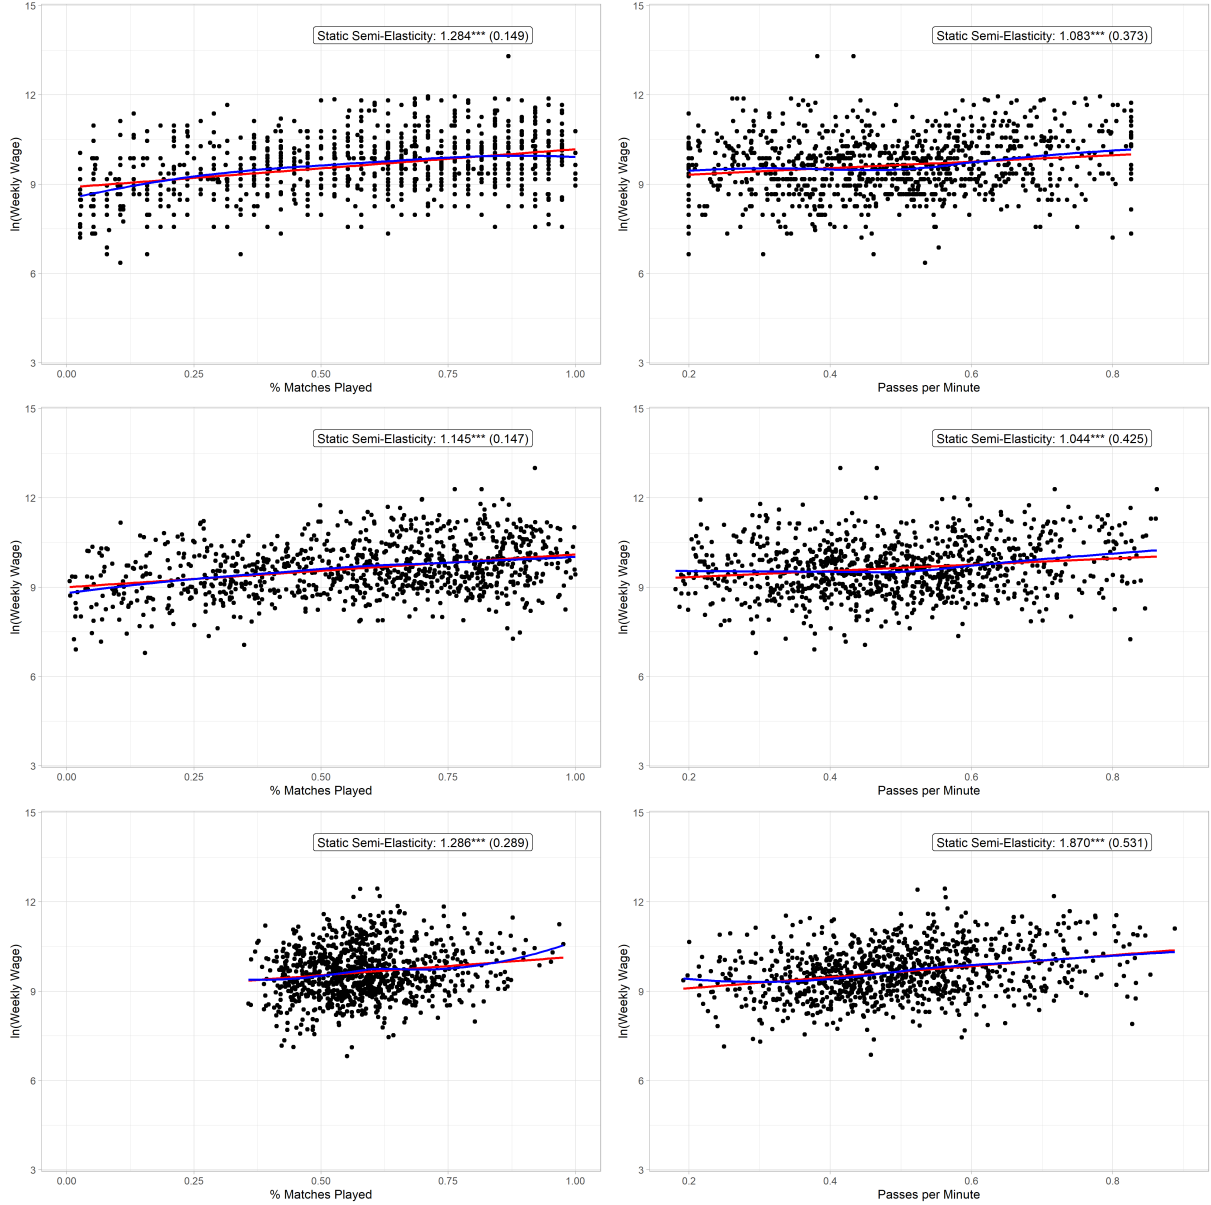 Static Semi-Elasticity: 1.284*** (0.149)
15
12
9
6
3
ln(Weekly Wage)
0.00 0.25 0.50 0.75 1.00
% Matches Played
Static Semi-Elasticity: 1.083*** (0.373)
15
12
9
6
3
ln(Weekly Wage)
0.2 0.4 0.6 0.8
Passes per Minute
Static Semi-Elasticity: 1.145*** (0.147)
15
12
9
6
3
ln(Weekly Wage)
0.00 0.25 0.50 0.75 1.00
% Matches Played
Static Semi-Elasticity: 1.044*** (0.425)
15
12
9
6
3
ln(Weekly Wage)
0.2 0.4 0.6 0.8
Passes per Minute
Static Semi-Elasticity: 1.286*** (0.289)
15
12
9
6
3
ln(Weekly Wage)
0.00 0.25 0.50 0.75 1.00
% Matches Played
Static Semi-Elasticity: 1.870*** (0.531)
15
12
9
6
3
ln(Weekly Wage)
0.2 0.4 0.6 0.8
Passes per Minute